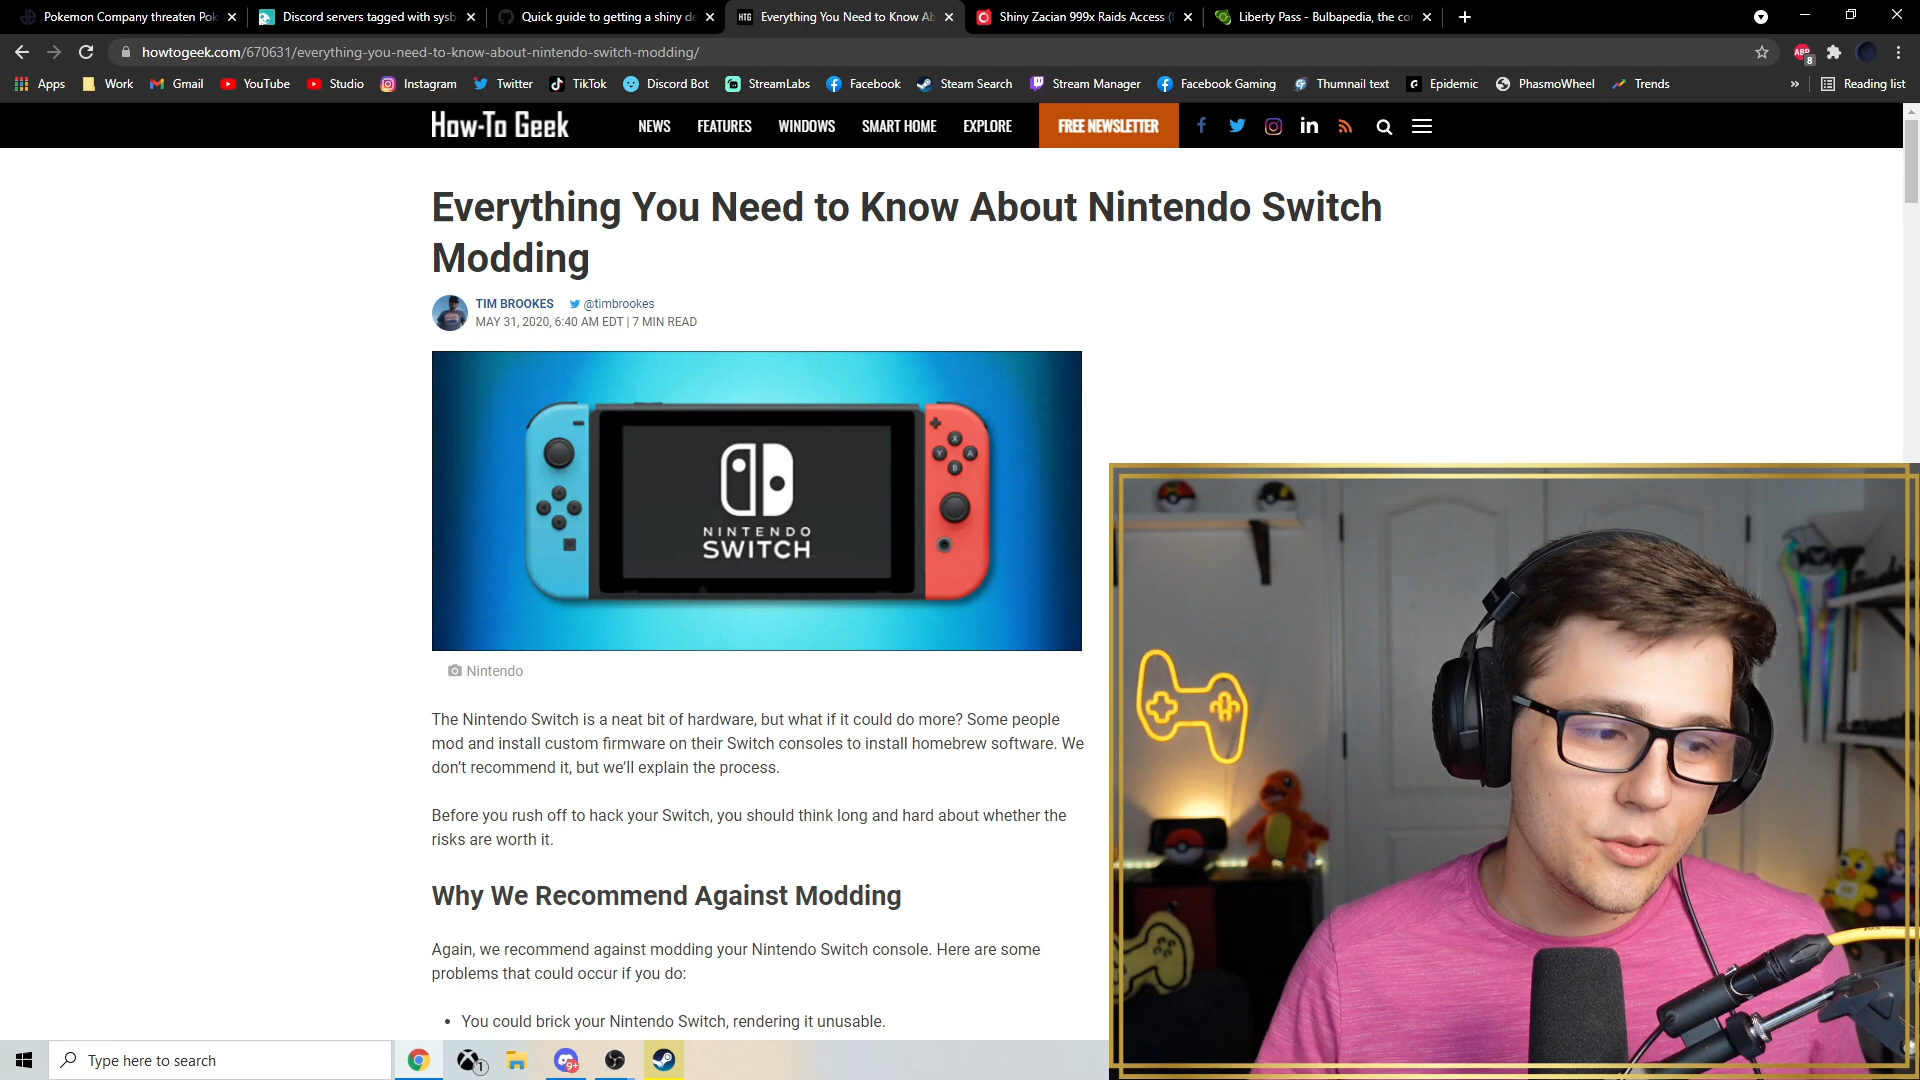 Pokemon Company threaten Pok
Discord servers tagged with sysb
Quick guide to getting a shiny de
HTG Everything You Need to Know Ab
Shiny Zacian 999x Raids Access (
Liberty Pass - Bulbapedia, the co
howtogeek.com/670631/everything-you-need-to-know-about-nintendo-switch-modding/
ABP 8
Apps Work Gmail YouTube Studio Instagram Twitter TikTok Discord Bot StreamLabs Facebook Steam Search Stream Manager Facebook Gaming Thumnail text Epidemic PhasmoWheel Trends » Reading list
How-To Geek NEWS FEATURES WINDOWS SMART HOME EXPLORE FREE NEWSLETTER
Everything You Need to Know About Nintendo Switch
Modding
TIM BROOKES @timbrookes
MAY 31, 2020, 6:40 AM EDT | 7 MIN READ
X
Y A
B
NINTENDO
SWITCH
Nintendo
The Nintendo Switch is a neat bit of hardware, but what if it could do more? Some people
mod and install custom firmware on their Switch consoles to install homebrew software. We
don't recommend it, but we'll explain the process.
Before you rush off to hack your Switch, you should think long and hard about whether the
risks are worth it.
Why We Recommend Against Modding
Again, we recommend against modding your Nintendo Switch console. Here are some
problems that could occur if you do:
• You could brick your Nintendo Switch, rendering it unusable.
Type here to search
1
9+